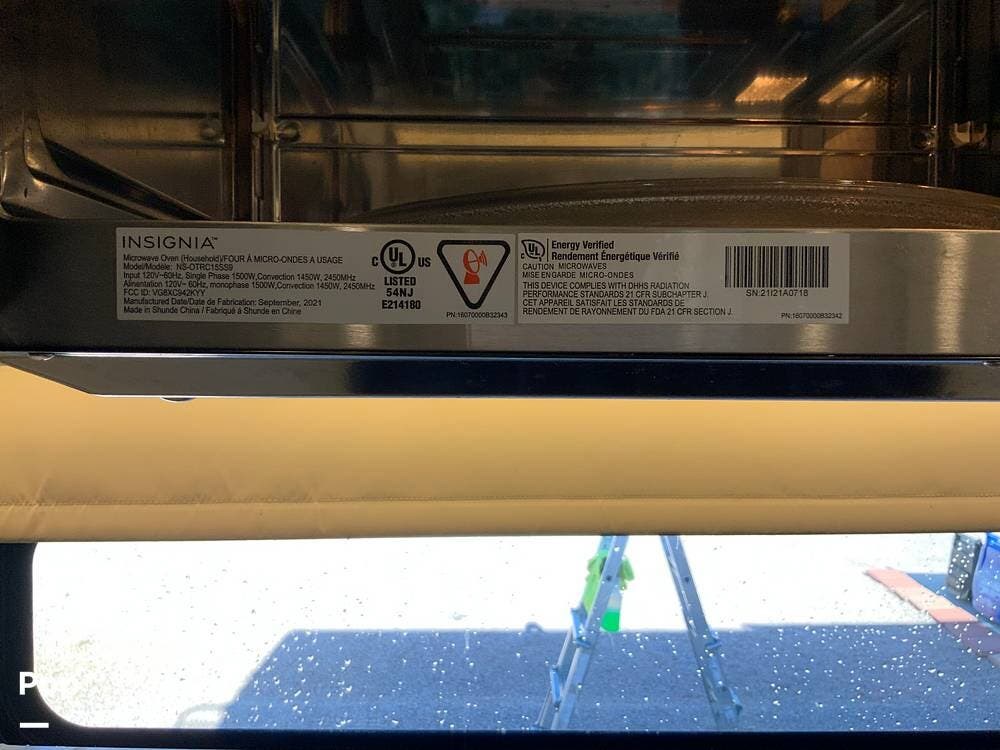 INSIGNIA™
Microwave Oven (Household)/FOUR À MICRO-ONDES A USAGE
Model/Modèle: NS-OTRC15SS9
Input 120V~60Hz, Single Phase 1500W,Convection 1450W, 2450MHz
Alimentation 120V~ 60Hz, monophase 1500W,Convection 1450W, 2450MHz
FCC ID: VG8XC942KYY
Manufactured Date/Date de Fabrication: September, 2021
Made in Shunde China / Fabriqué à Shunde en Chine
C UL US
LISTED
54NJ
E214180
PN:16070000B32343
UL
Energy Verified
Rendement Énergétique Vérifié
CAUTION MICROWAVES
MISE EN GARDE MICRO-ONDES
THIS DEVICE COMPLIES WITH DHHS RADIATION
PERFORMANCE STANDARDS 21 CFR SUBCHAPTER J.
CET APPAREIL SATISFAIT LES STANDARDS DE
RENDEMENT DE RAYONNEMENT DU FDA 21 CFR SECTION J.
SN:21I21A0718
PN:16070000B32342
P